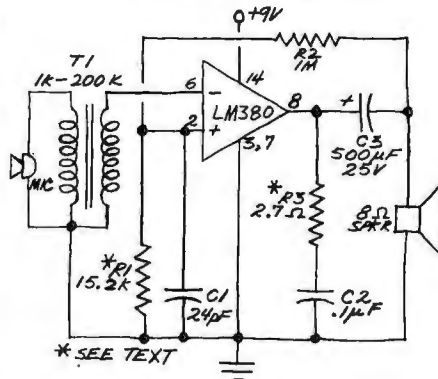 +9V
T1
1K-200K
R2
1M
6
-
14
LM380
8
2
+
3,7
+
C3
500µF
25V
MIC
*R3
2.7Ω
8Ω
SPKR
*R1
15.2K
C1
24pF
C2
.1µF
* SEE TEXT